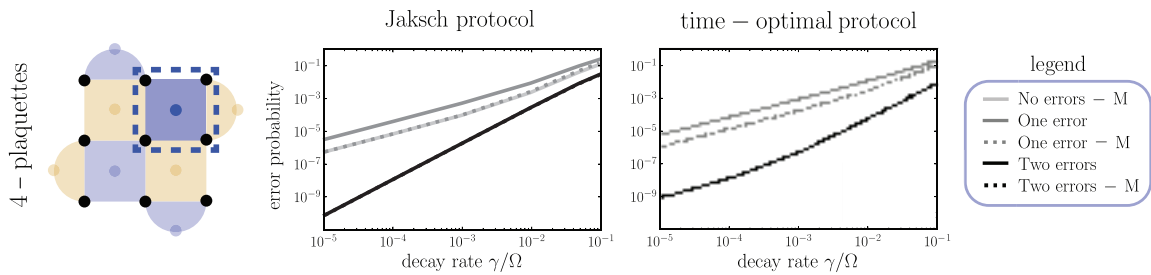 4 – plaquettes
Jaksch protocol
error probability
10⁻¹
10⁻³
10⁻⁵
10⁻⁷
10⁻⁹
10⁻⁵ 10⁻⁴ 10⁻³ 10⁻² 10⁻¹
decay rate γ/Ω
time – optimal protocol
10⁻¹
10⁻³
10⁻⁵
10⁻⁷
10⁻⁹
10⁻⁵ 10⁻⁴ 10⁻³ 10⁻² 10⁻¹
decay rate γ/Ω
legend
No errors – M
One error
One error – M
Two errors
Two errors – M